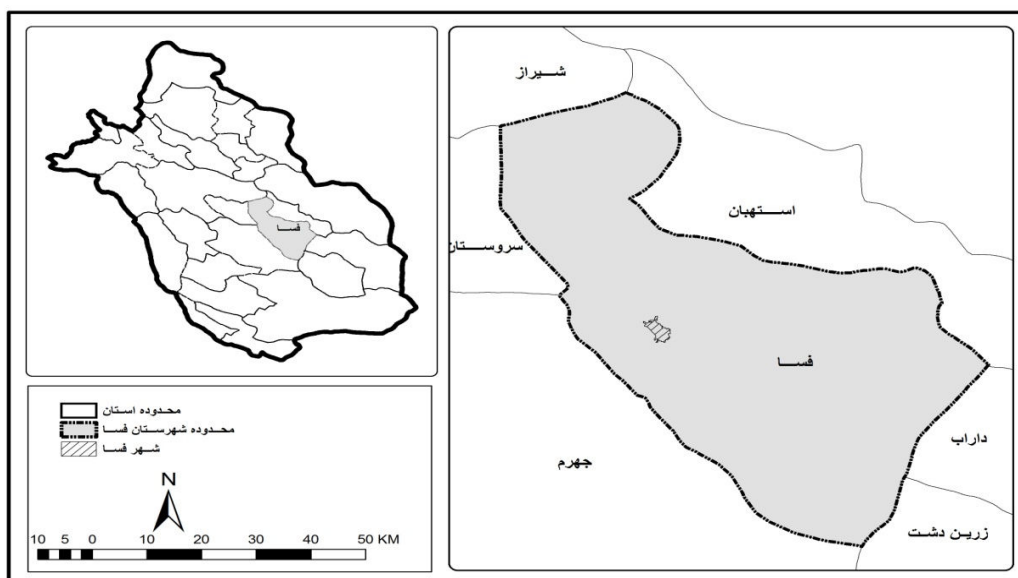 شیراز
استهبان
سروستان
فسا
فسا
داراب
جهرم
زرین دشت
محدوده استان
محدوده شهرستان فسا
شهر فسا
N
10 5 0 10 20 30 40 50 KM